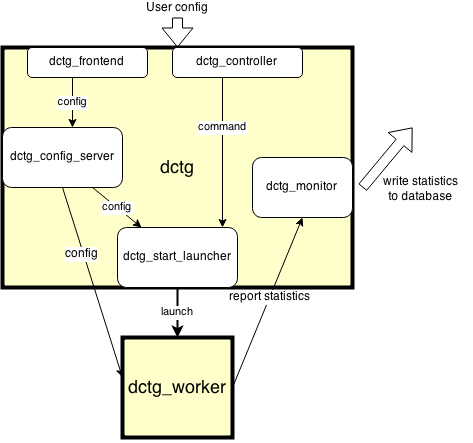 User config
dctg_frontend
dctg_controller
config
command
dctg_config_server
dctg
dctg_monitor
write statistics
to database
config
config
dctg_start_launcher
report statistics
launch
dctg_worker